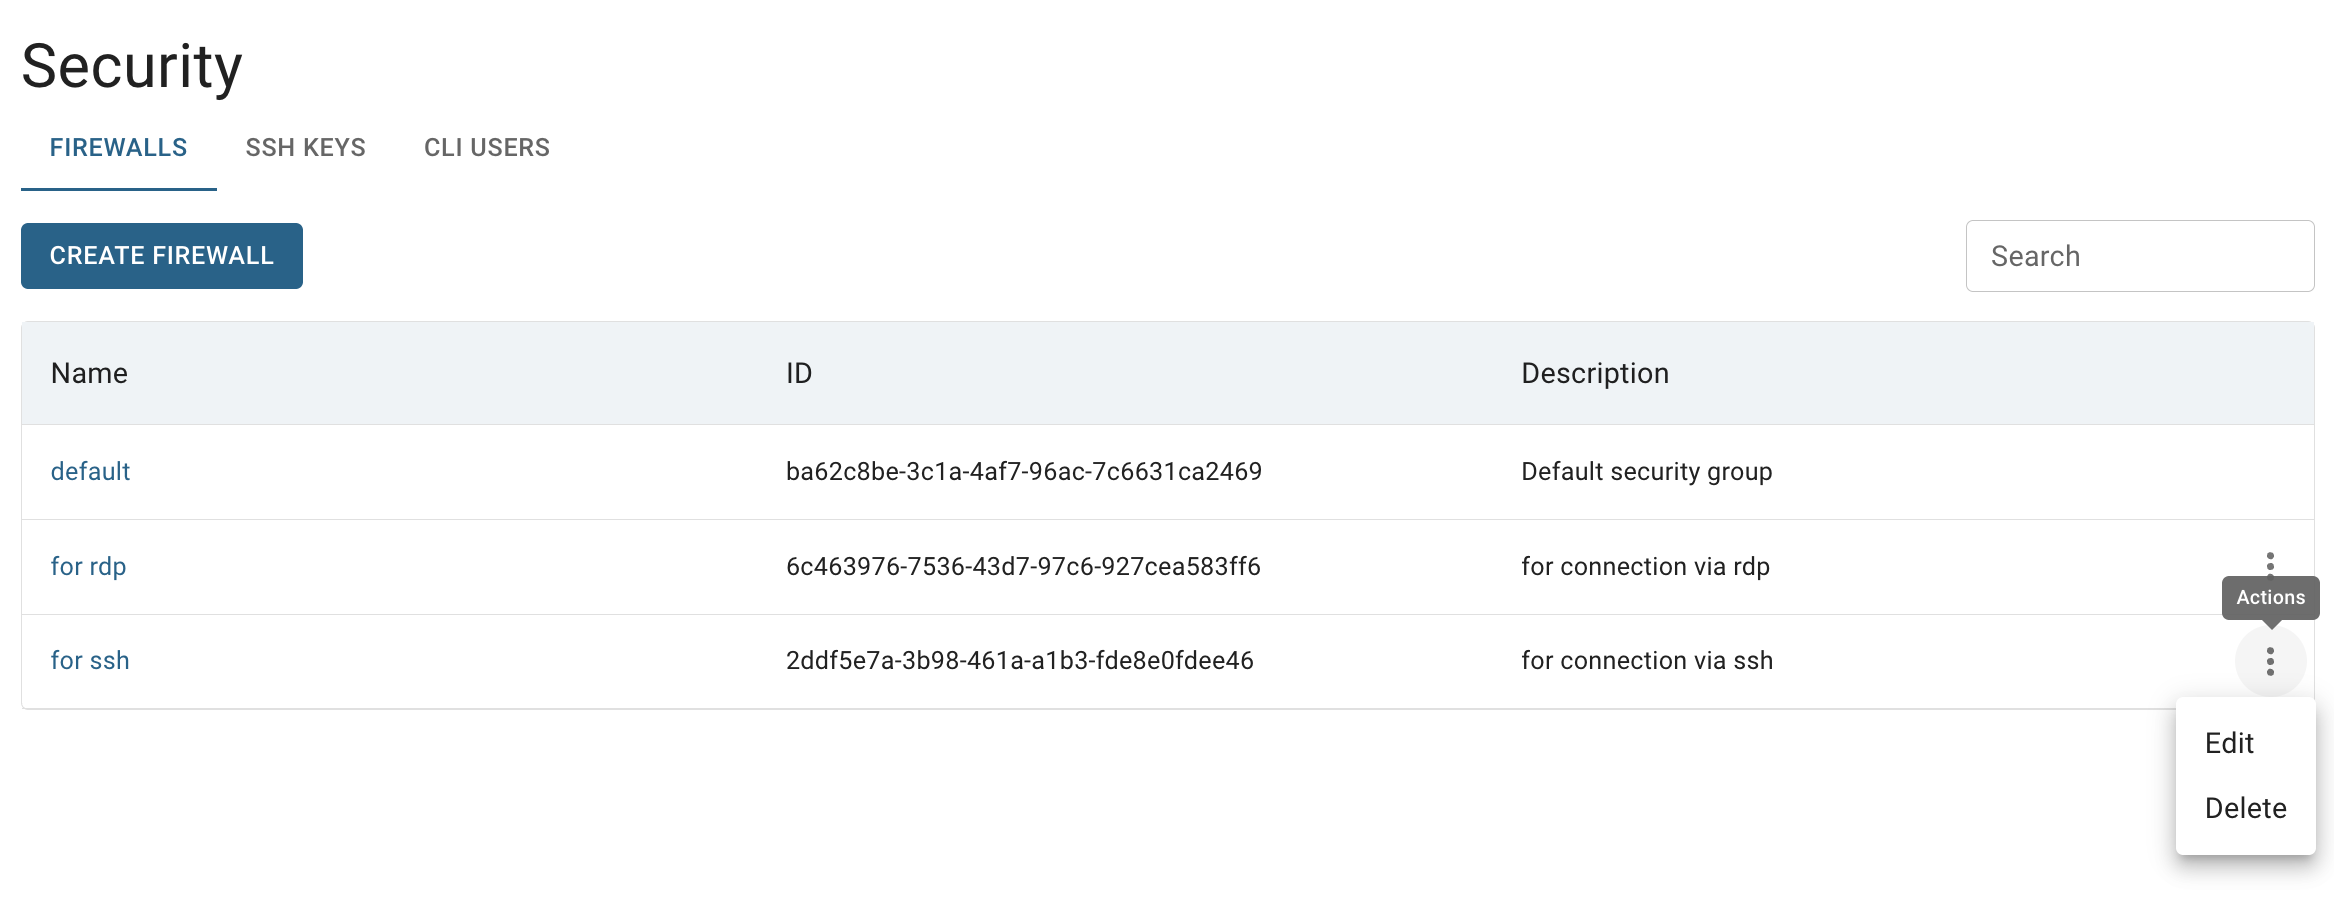 Security
FIREWALLS SSH KEYS CLI USERS
CREATE FIREWALL Search
Name ID Description
default ba62c8be-3c1a-4af7-96ac-7c6631ca2469 Default security group
for rdp 6c463976-7536-43d7-97c6-927cea583ff6 for connection via rdp
Actions
for ssh 2ddf5e7a-3b98-461a-a1b3-fde8e0fdee46 for connection via ssh
Edit
Delete